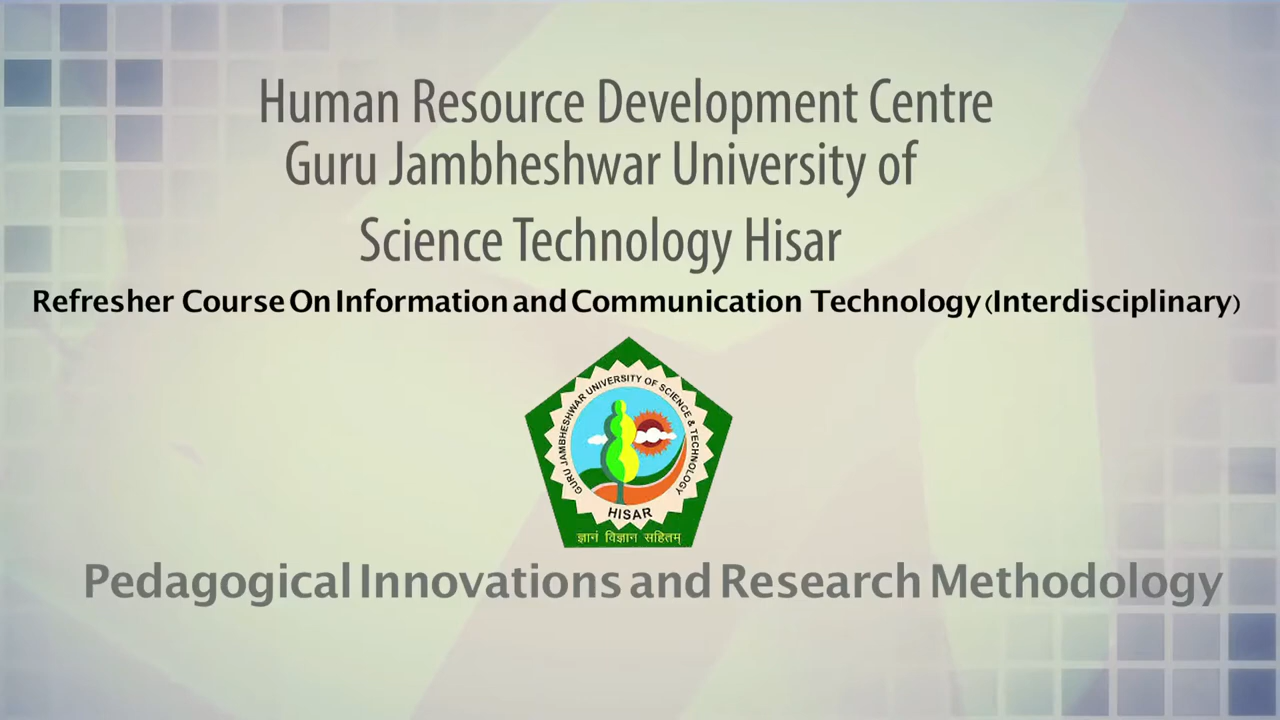 Human Resource Development Centre
Guru Jambheshwar University of
Science Technology Hisar
Refresher Course On Information and Communication Technology (Interdisciplinary)
GURU JAMBHESHWAR UNIVERSITY OF SCIENCE & TECHNOLOGY
HISAR
ज्ञानं विज्ञान सहितम्
Pedagogical Innovations and Research Methodology